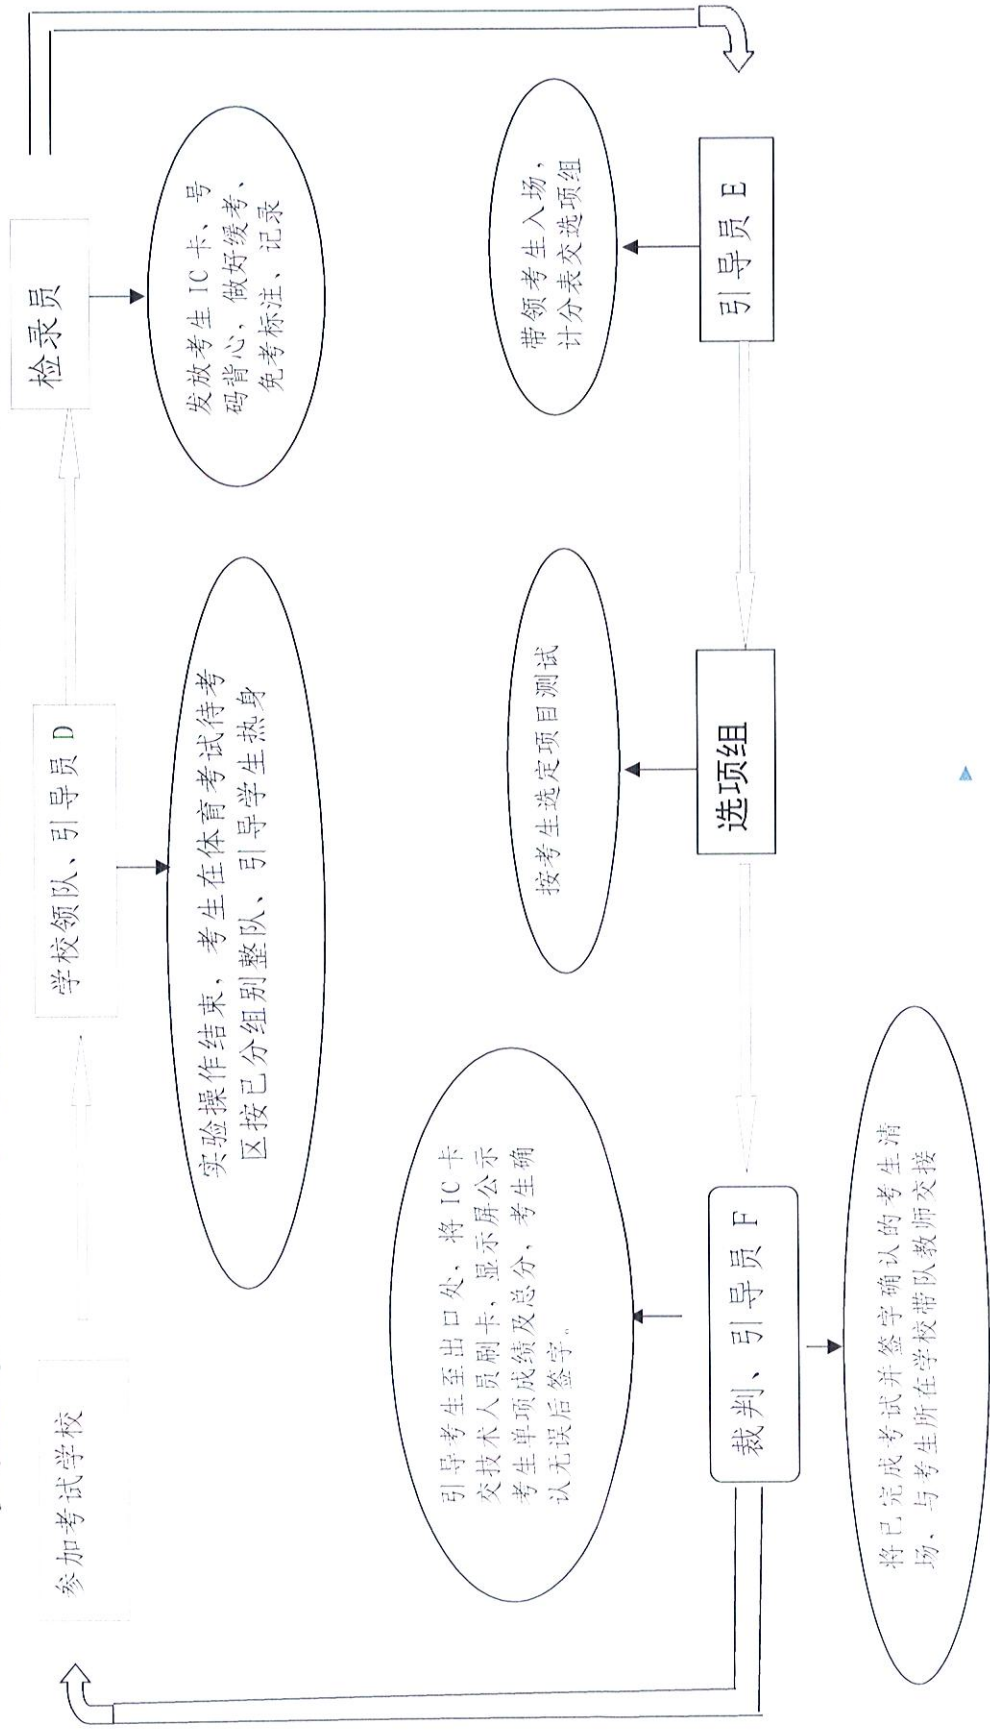 参加考试学校
学校领队、引导员 D
检录员
实验操作结束，考生在体育考试待考
区按已分组别整队、引导学生热身
发放考生 IC 卡、号
码背心，做好缓考、
免考标注、记录
引导考生至出口处、将 IC 卡
交技术人员刷卡、显示屏公示
考生单项成绩及总分，考生确
认无误后签字。
按考生选定项目测试
带领考生入场，
计分表交选项组
裁判、引导员 F
选项组
引导员 E
将已完成考试并签字确认的考生清
场、与考生所在学校带队教师交接